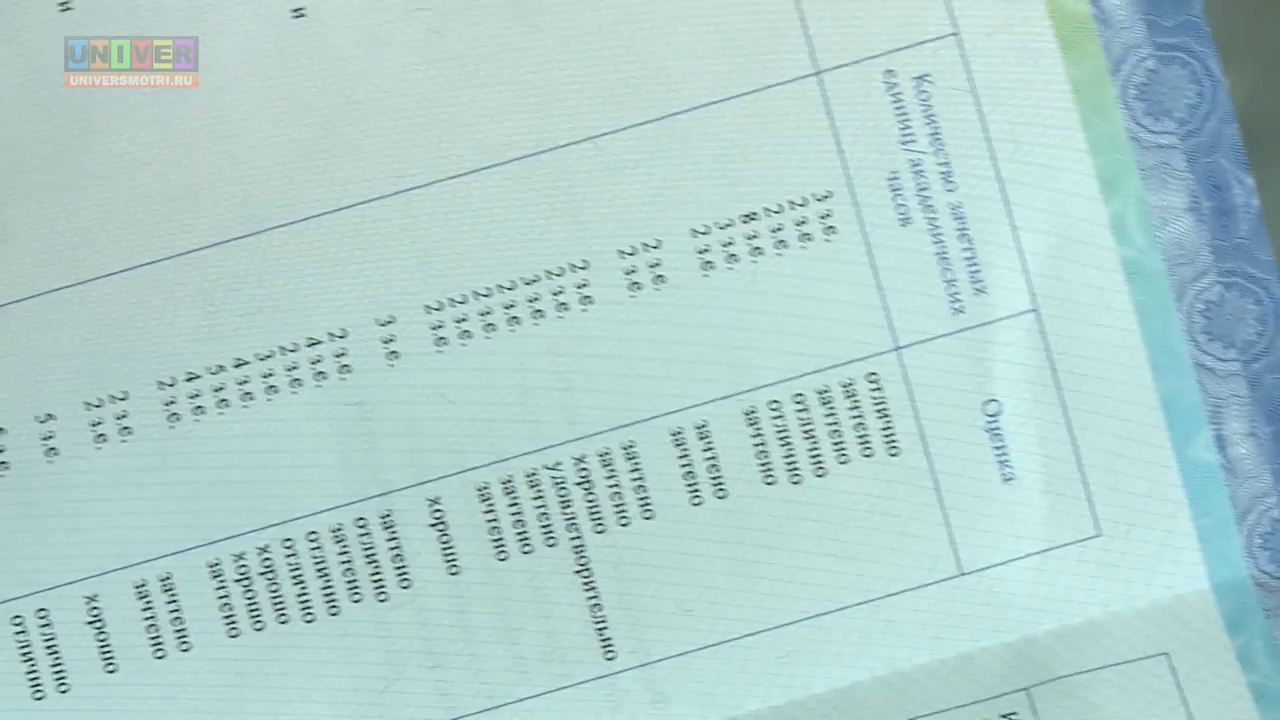 UNIVER
UNIVERSMOTRI.RU
Количество зачетных
единиц/академических
часов
Оценка
3 з.е. отлично
2 з.е. зачтено
2 з.е. зачтено
8 з.е. отлично
3 з.е. отлично
2 з.е. зачтено
2 з.е. зачтено
2 з.е. зачтено
2 з.е. зачтено
2 з.е. зачтено
3 з.е. хорошо
2 з.е. удовлетворительно
2 з.е. зачтено
2 з.е. зачтено
2 з.е. зачтено
3 з.е. хорошо
2 з.е. зачтено
4 з.е. отлично
2 з.е. зачтено
3 з.е. отлично
4 з.е. отлично
5 з.е. хорошо
4 з.е. хорошо
2 з.е. зачтено
2 з.е. зачтено
2 з.е. зачтено
5 з.е. хорошо
отлично
отлично
и
и